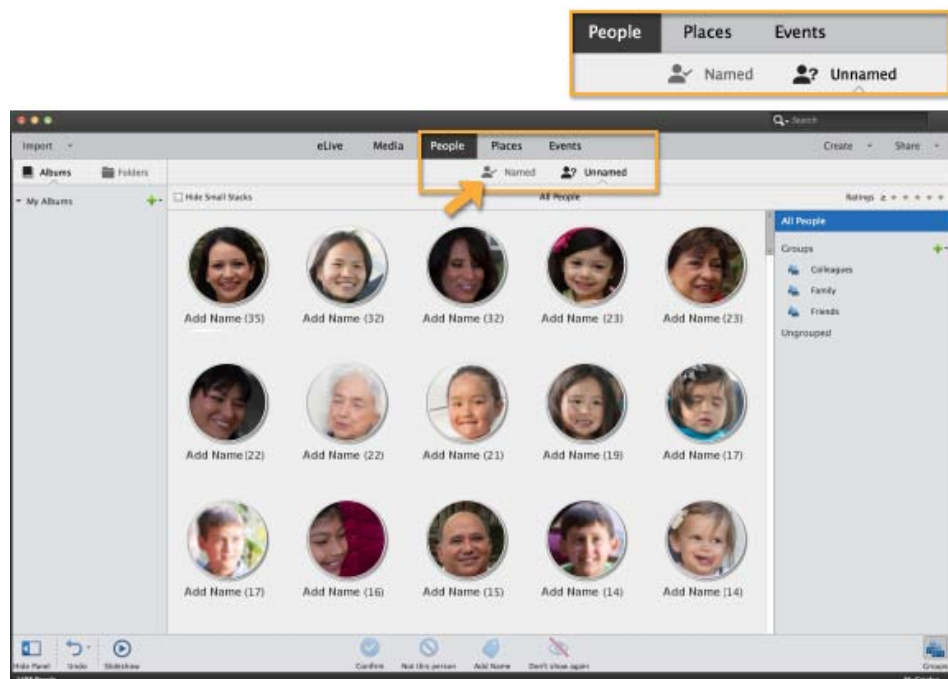 People Places Events
Named Unnamed
Search
Import eLive Media People Places Events Create Share
Albums Folders Named Unnamed
My Albums Hide Small Stacks All People Ratings ≥
All People
Groups
Colleagues
Family
Friends
Ungrouped
Add Name (35) Add Name (32) Add Name (32) Add Name (23) Add Name (23)
Add Name (22) Add Name (22) Add Name (21) Add Name (19) Add Name (17)
Add Name (17) Add Name (16) Add Name (15) Add Name (14) Add Name (14)
Hide Panel Undo Slideshow Confirm Not this person Add Name Don't show again Groups